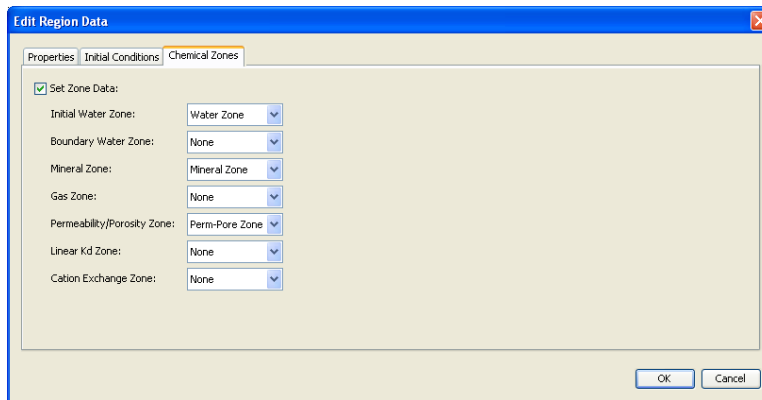 Edit Region Data
Properties Initial Conditions Chemical Zones
Set Zone Data:
Initial Water Zone: Water Zone
Boundary Water Zone: None
Mineral Zone: Mineral Zone
Gas Zone: None
Permeability/Porosity Zone: Perm-Pore Zone
Linear Kd Zone: None
Cation Exchange Zone: None
OK Cancel